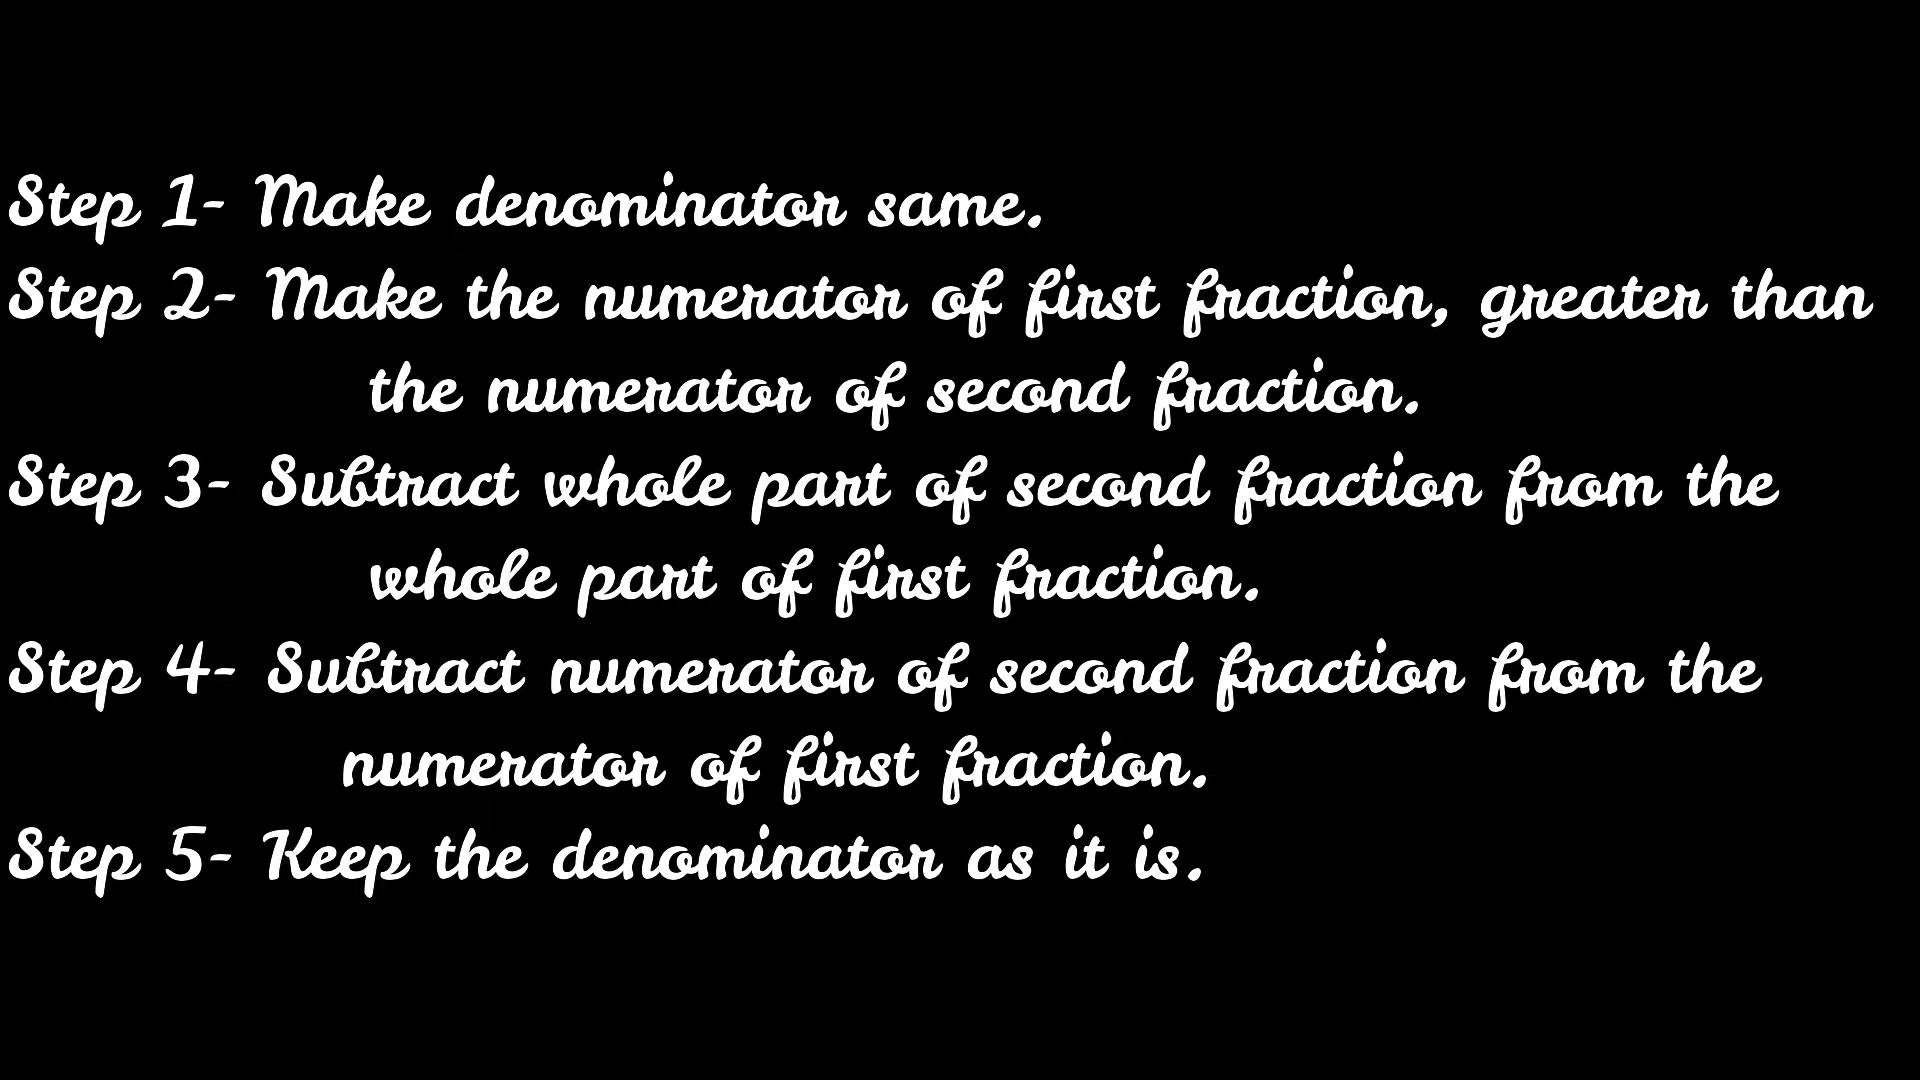 Step 1- Make denominator same.
Step 2- Make the numerator of first fraction, greater than
the numerator of second fraction.
Step 3- Subtract whole part of second fraction from the
whole part of first fraction.
Step 4- Subtract numerator of second fraction from the
numerator of first fraction.
Step 5- Keep the denominator as it is.